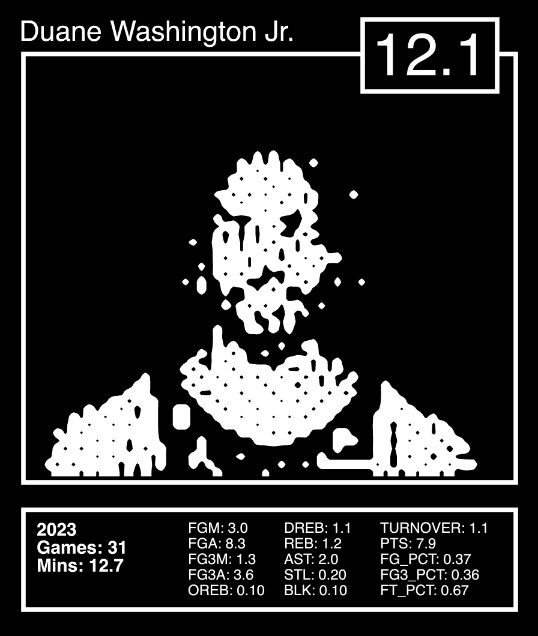 Duane Washington Jr.
12.1
2023
Games: 31
Mins: 12.7
FGM: 3.0
FGA: 8.3
FG3M: 1.3
FG3A: 3.6
OREB: 0.10
DREB: 1.1
REB: 1.2
AST: 2.0
STL: 0.20
BLK: 0.10
TURNOVER: 1.1
PTS: 7.9
FG_PCT: 0.37
FG3_PCT: 0.36
FT_PCT: 0.67